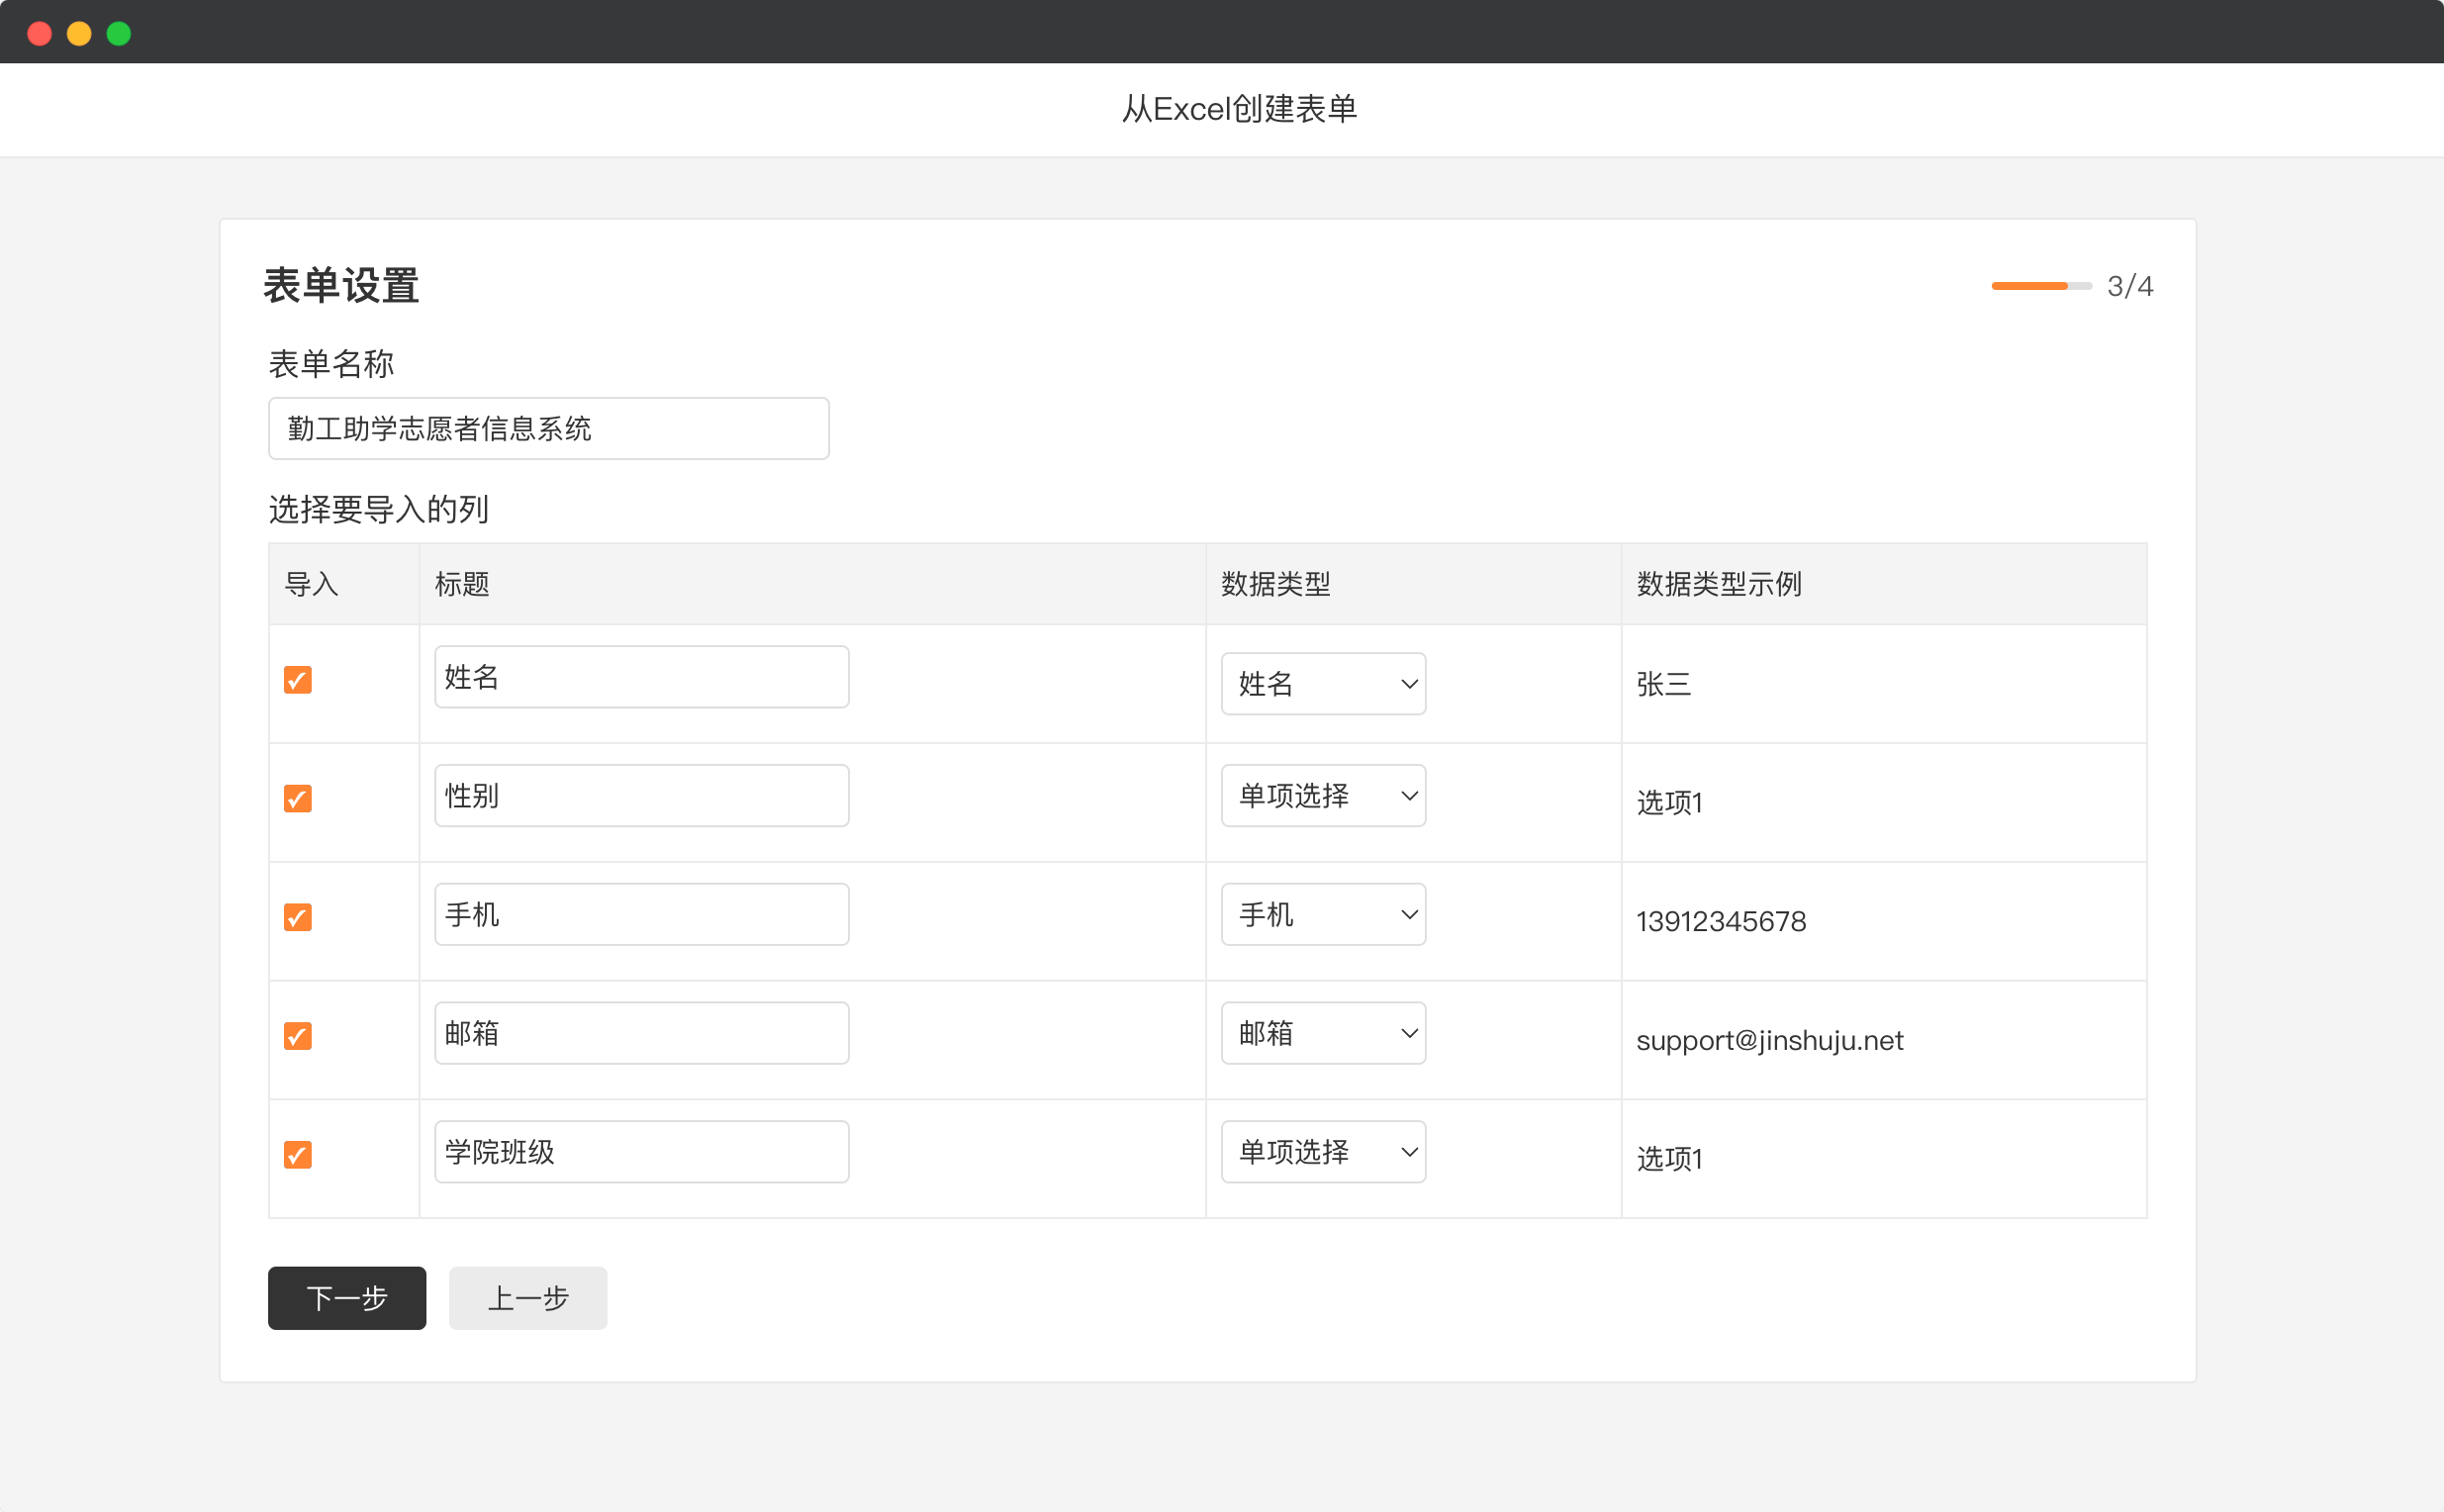 从Excel创建表单
表单设置
3/4
表单名称
勤工助学志愿者信息系统
选择要导入的列
导入 标题 数据类型 数据类型示例
姓名 姓名 张三
性别 单项选择 选项1
手机 手机 13912345678
邮箱 邮箱 support@jinshuju.net
学院班级 单项选择 选项1
下一步 上一步